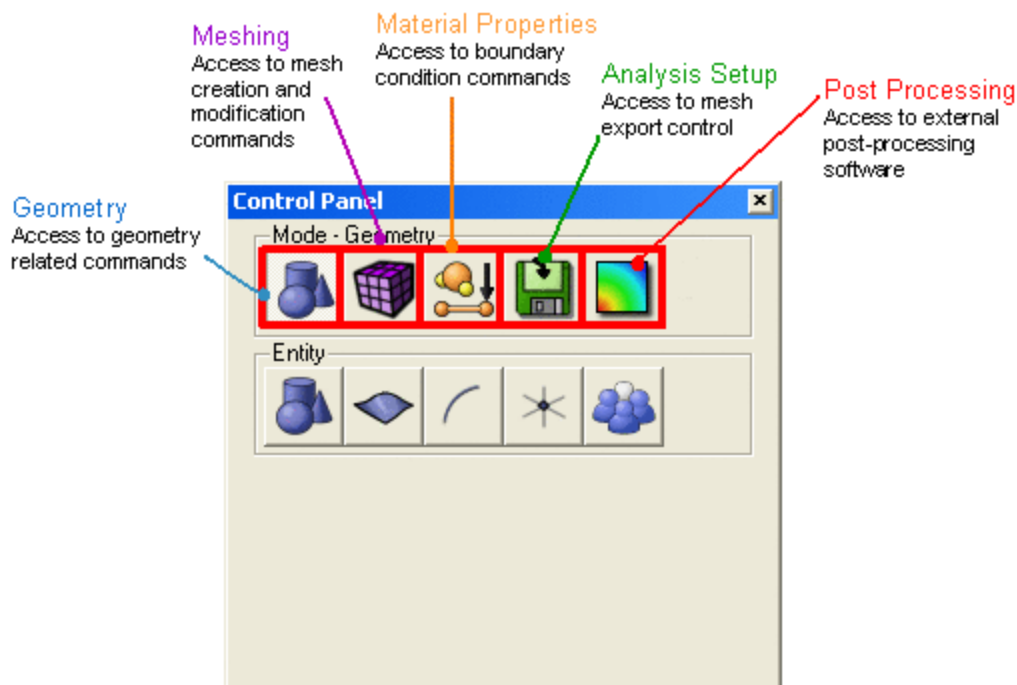 Meshing
Access to mesh
creation and
modification
commands
Material Properties
Access to boundary
condition commands
Analysis Setup
Access to mesh
export control
Post Processing
Access to external
post-processing
software
Geometry
Access to geometry
related commands
Control Panel
Mode - Geometry
Entity